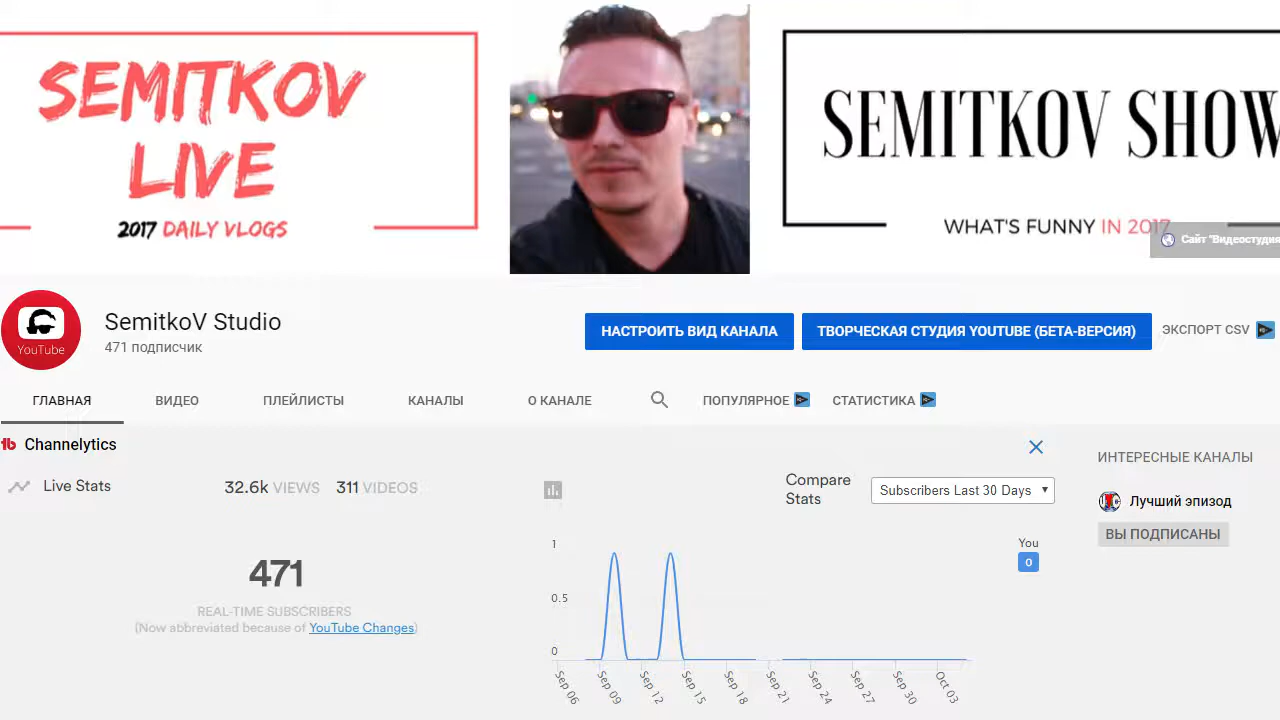 SEMITKOV
LIVE
2017 DAILY VLOGS
SEMITKOV SHOW
WHAT'S FUNNY IN 2017
Сайт "Видеостудия
YouTube
SemitkoV Studio
471 подписчик
НАСТРОИТЬ ВИД КАНАЛА
ТВОРЧЕСКАЯ СТУДИЯ YOUTUBE (БЕТА-ВЕРСИЯ)
ЭКСПОРТ CSV
ГЛАВНАЯ
ВИДЕО
ПЛЕЙЛИСТЫ
КАНАЛЫ
О КАНАЛЕ
ПОПУЛЯРНОЕ
СТАТИСТИКА
Channelytics
Live Stats
32.6k VIEWS 311 VIDEOS
Compare
Stats
Subscribers Last 30 Days
471
REAL-TIME SUBSCRIBERS
(Now abbreviated because of YouTube Changes)
1
0.5
0
You
0
Sep 06
Sep 09
Sep 12
Sep 15
Sep 18
Sep 21
Sep 24
Sep 27
Sep 30
Oct 03
ИНТЕРЕСНЫЕ КАНАЛЫ
Лучший эпизод
ВЫ ПОДПИСАНЫ